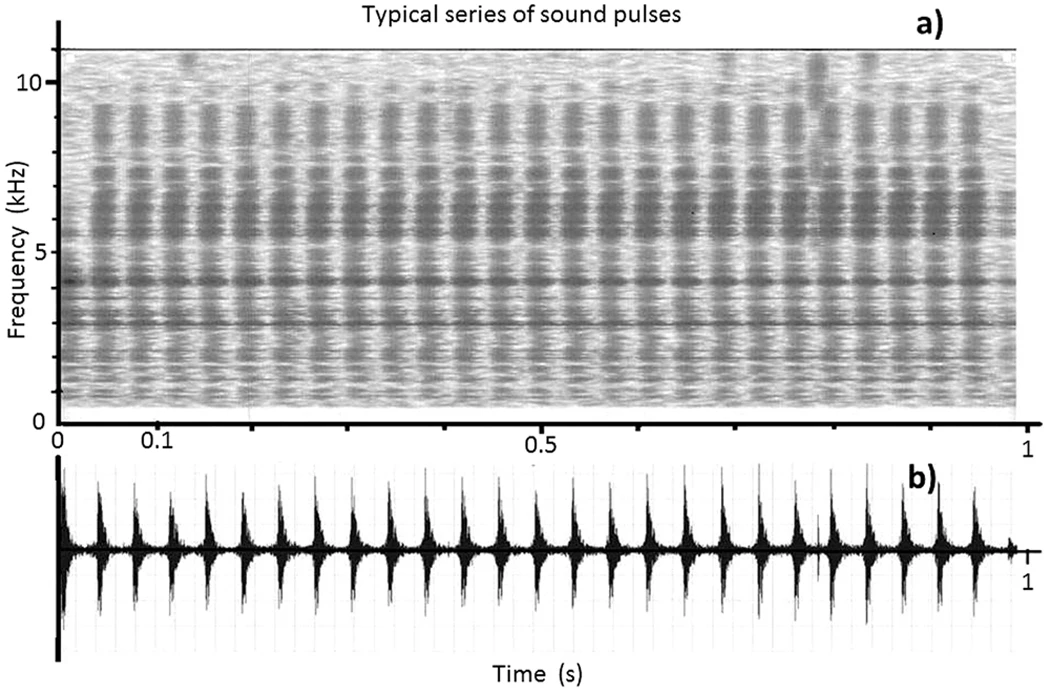 Typical series of sound pulses
a)
10
5
0
Frequency (kHz)
0 0.1 0.5 1
b)
1
Time (s)